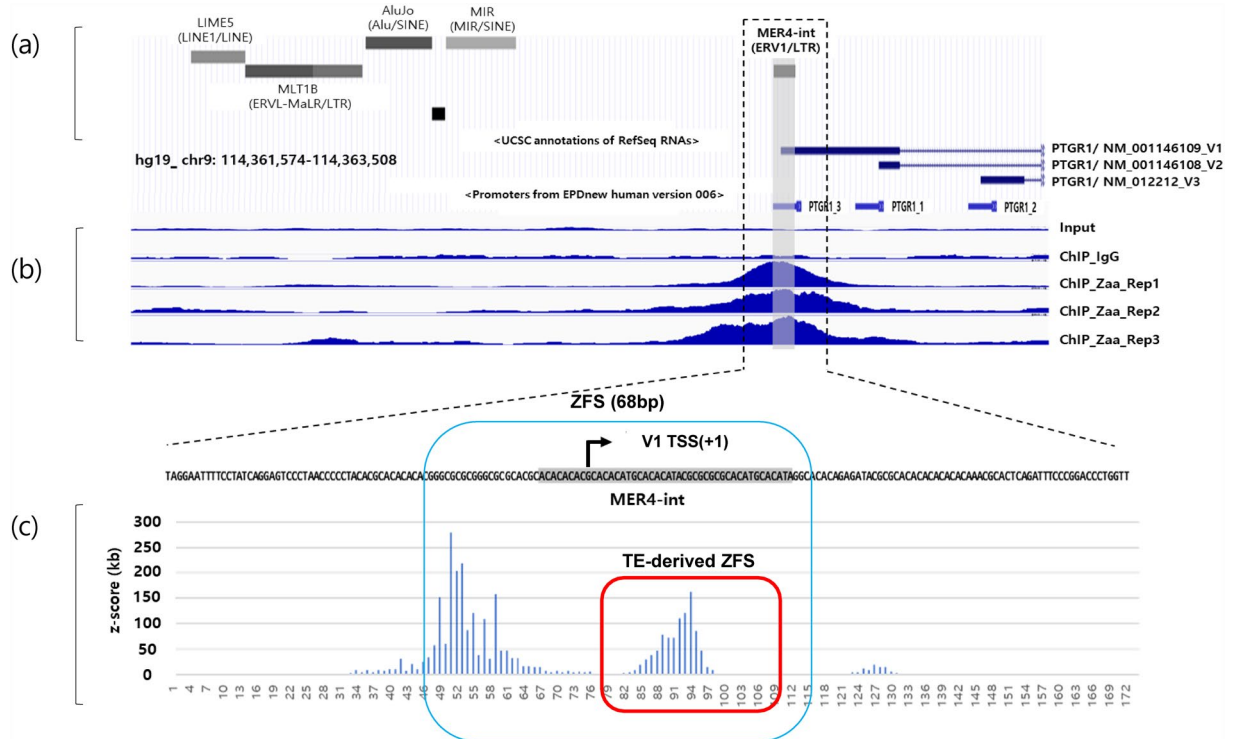 (a)
LIME5
(LINE1/LINE)
AluJo
(Alu/SINE)
MIR
(MIR/SINE)
MER4-int
(ERV1/LTR)
MLT1B
(ERVL-MaLR/LTR)
<UCSC annotations of RefSeq RNAs>
hg19_ chr9: 114,361,574-114,363,508
PTGR1/ NM_001146109_V1
PTGR1/ NM_001146108_V2
PTGR1/ NM_012212_V3
<Promoters from EPDnew human version 006>
PTGR1_3
PTGR1_1
PTGR1_2
(b)
Input
ChIP_IgG
ChIP_Zaa_Rep1
ChIP_Zaa_Rep2
ChIP_Zaa_Rep3
ZFS (68bp)
V1 TSS(+1)
TAGGAATTTTCCTATCAGGAGTCCCTAACCCCCTACACGCACACACACGGGCGCGCGGGCGCGCACGCACACACACGCACACATGCACACATACGCGCGCGCACATGCACATAGGCACACAGAGATACGCGCACACACACACACAAACGCACTCAGATTTCCCGGACCCTGGTT
MER4-int
(c)
z-score (kb)
300
250
200
150
100
50
0
TE-derived ZFS
1 4 7 10 13 16 19 22 25 28 31 34 37 40 43 46 49 52 55 58 61 64 67 70 73 76 79 82 85 88 91 94 97 100 103 106 109 112 115 118 121 124 127 130 133 136 139 142 145 148 151 154 157 160 163 166 169 172